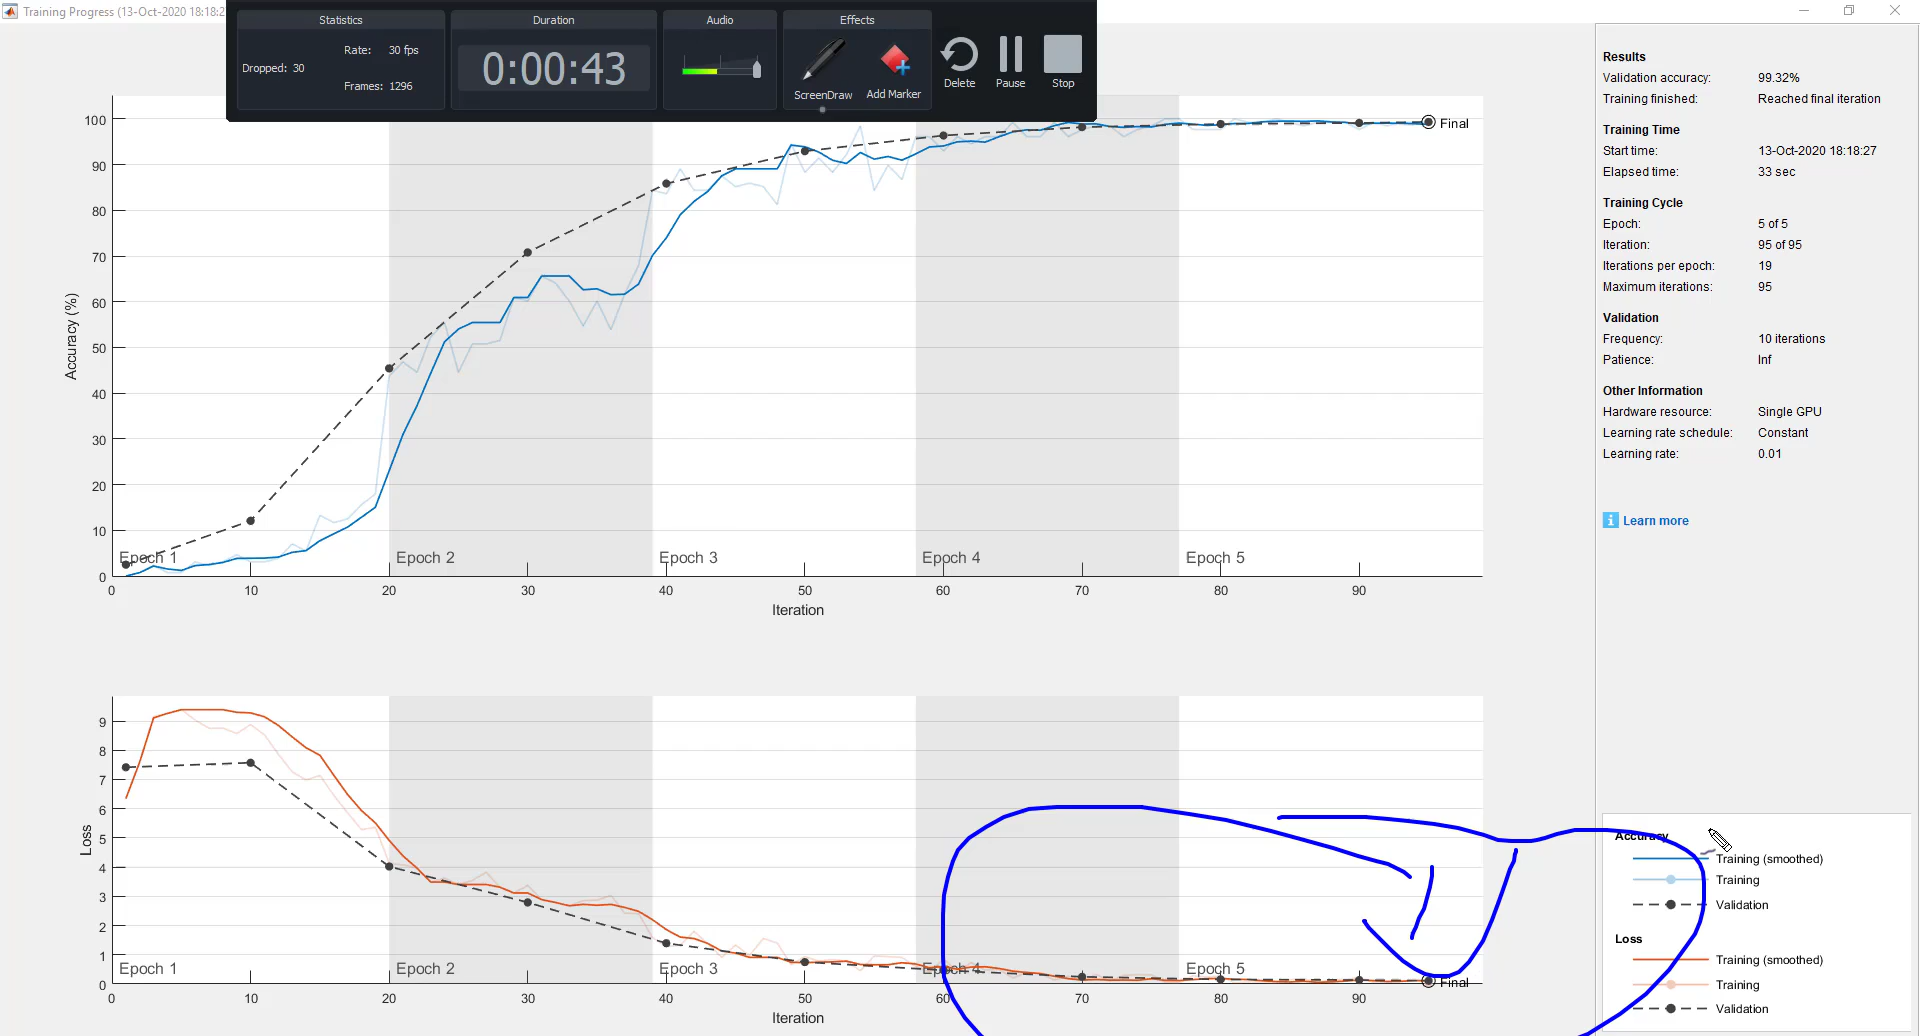 Training Progress (13-Oct-2020 18:18:2
Statistics
Rate: 30 fps
Dropped: 30
Frames: 1296
Duration
0:00:43
Audio
Effects
ScreenDraw
Add Marker
Delete
Pause
Stop
100
90
80
70
60
50
40
30
20
10
0
Accuracy (%)
Final
Epoch 1
Epoch 2
Epoch 3
Epoch 4
Epoch 5
0 10 20 30 40 50 60 70 80 90
Iteration
9
8
7
6
5
4
3
2
1
0
Loss
Epoch 1
Epoch 2
Epoch 3
Epoch 4
Epoch 5
Final
0 10 20 30 40 50 60 70 80 90
Iteration
Results
Validation accuracy: 99.32%
Training finished: Reached final iteration
Training Time
Start time: 13-Oct-2020 18:18:27
Elapsed time: 33 sec
Training Cycle
Epoch: 5 of 5
Iteration: 95 of 95
Iterations per epoch: 19
Maximum iterations: 95
Validation
Frequency: 10 iterations
Patience: Inf
Other Information
Hardware resource: Single GPU
Learning rate schedule: Constant
Learning rate: 0.01
i Learn more
Accuracy
Training (smoothed)
Training
Validation
Loss
Training (smoothed)
Training
Validation